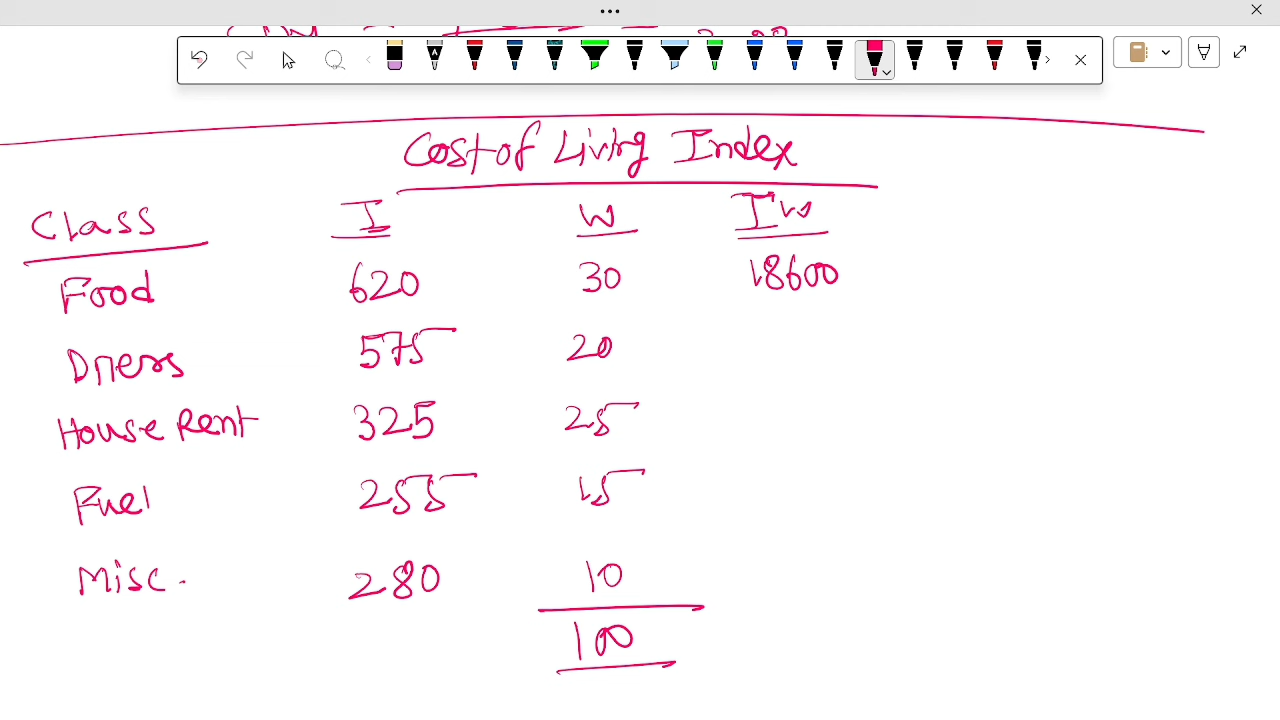 Cost of Living Index
Class I W IW
Food 620 30 18600
Dress 575 20
House Rent 325 25
Fuel 255 15
Misc. 280 10
100